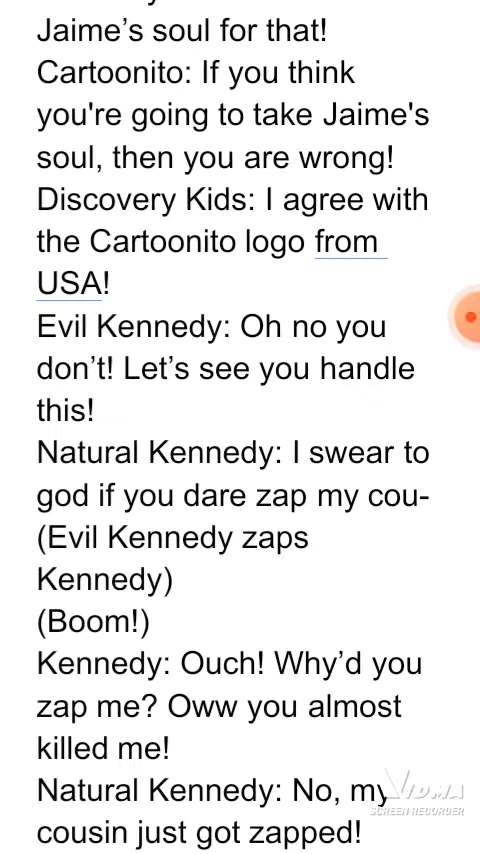 Jaime’s soul for that!
Cartoonito: If you think
you're going to take Jaime's
soul, then you are wrong!
Discovery Kids: I agree with
the Cartoonito logo from
USA!
Evil Kennedy: Oh no you
don’t! Let’s see you handle
this!
Natural Kennedy: I swear to
god if you dare zap my cou-
(Evil Kennedy zaps
Kennedy)
(Boom!)
Kennedy: Ouch! Why’d you
zap me? Oww you almost
killed me!
Natural Kennedy: No, my
cousin just got zapped!
VIDMA
SCREEN RECORDER